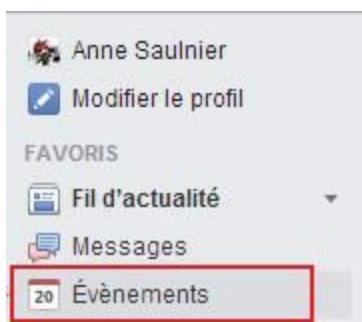 Anne Saulnier
Modifier le profil
FAVORIS
Fil d'actualité
Messages
20 Évènements